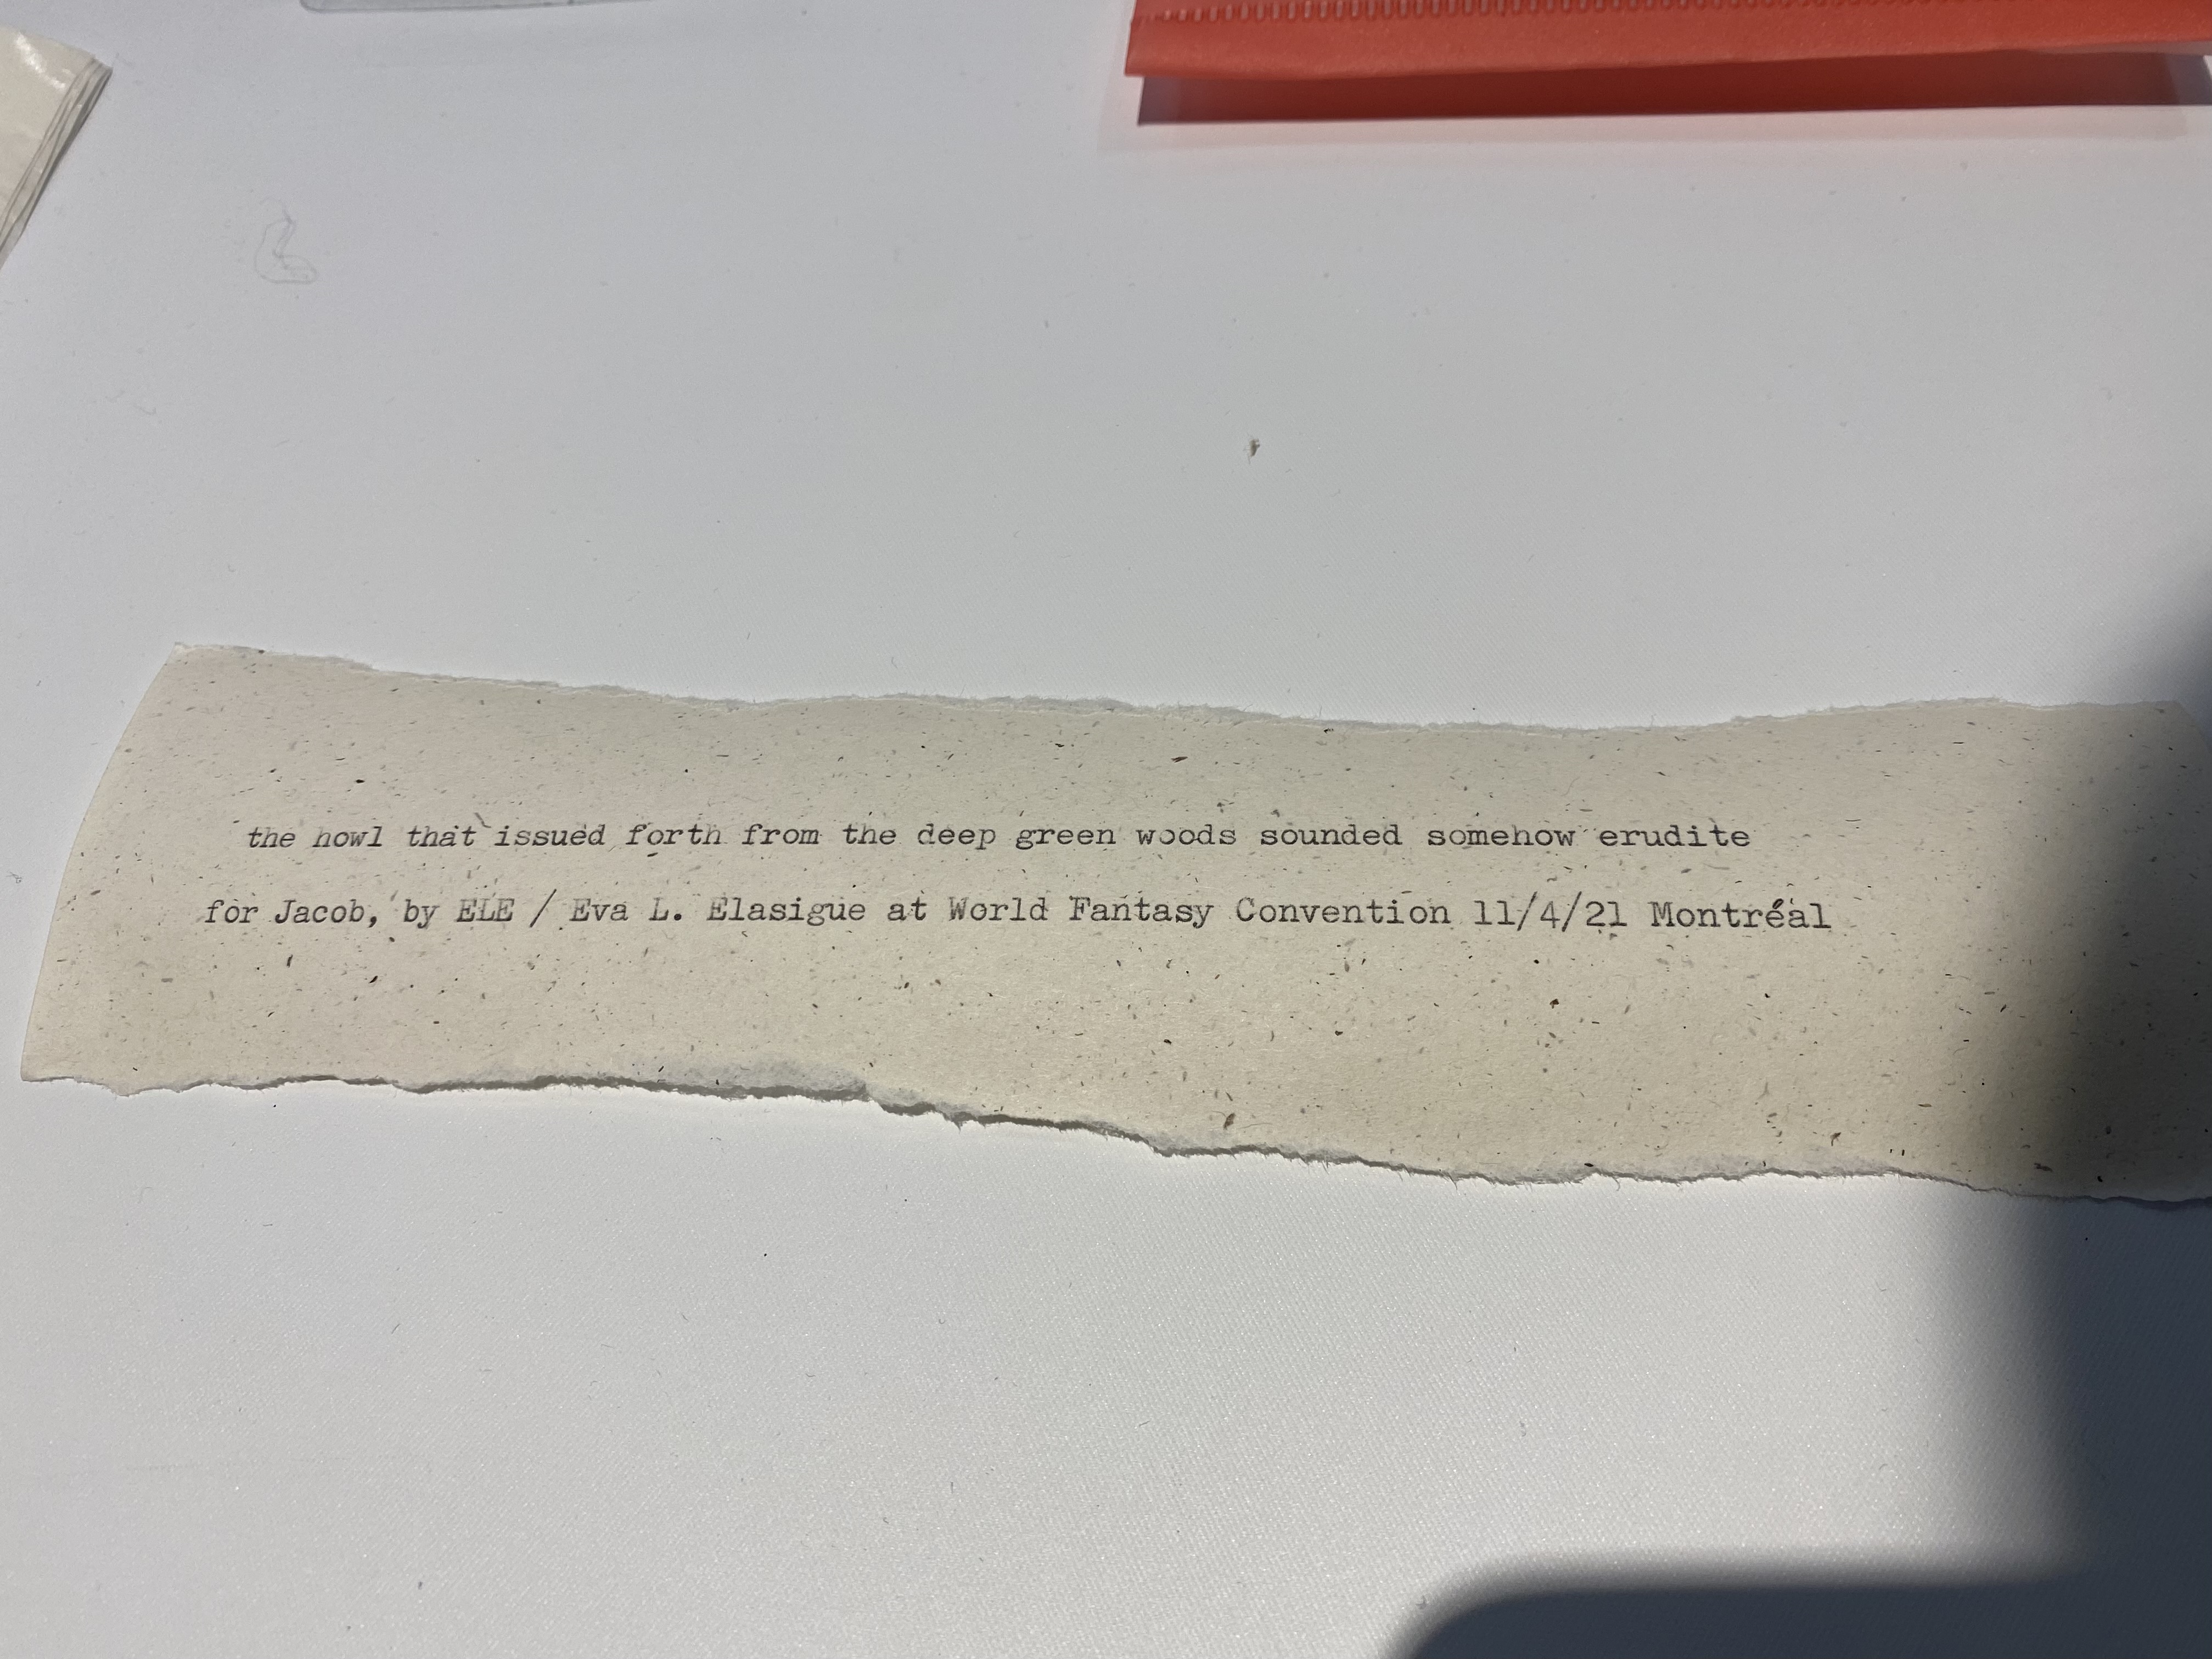 the howl that issued forth from the deep green woods sounded somehow erudite
for Jacob, by ELE / Eva L. Elasigue at World Fantasy Convention 11/4/21 Montréal